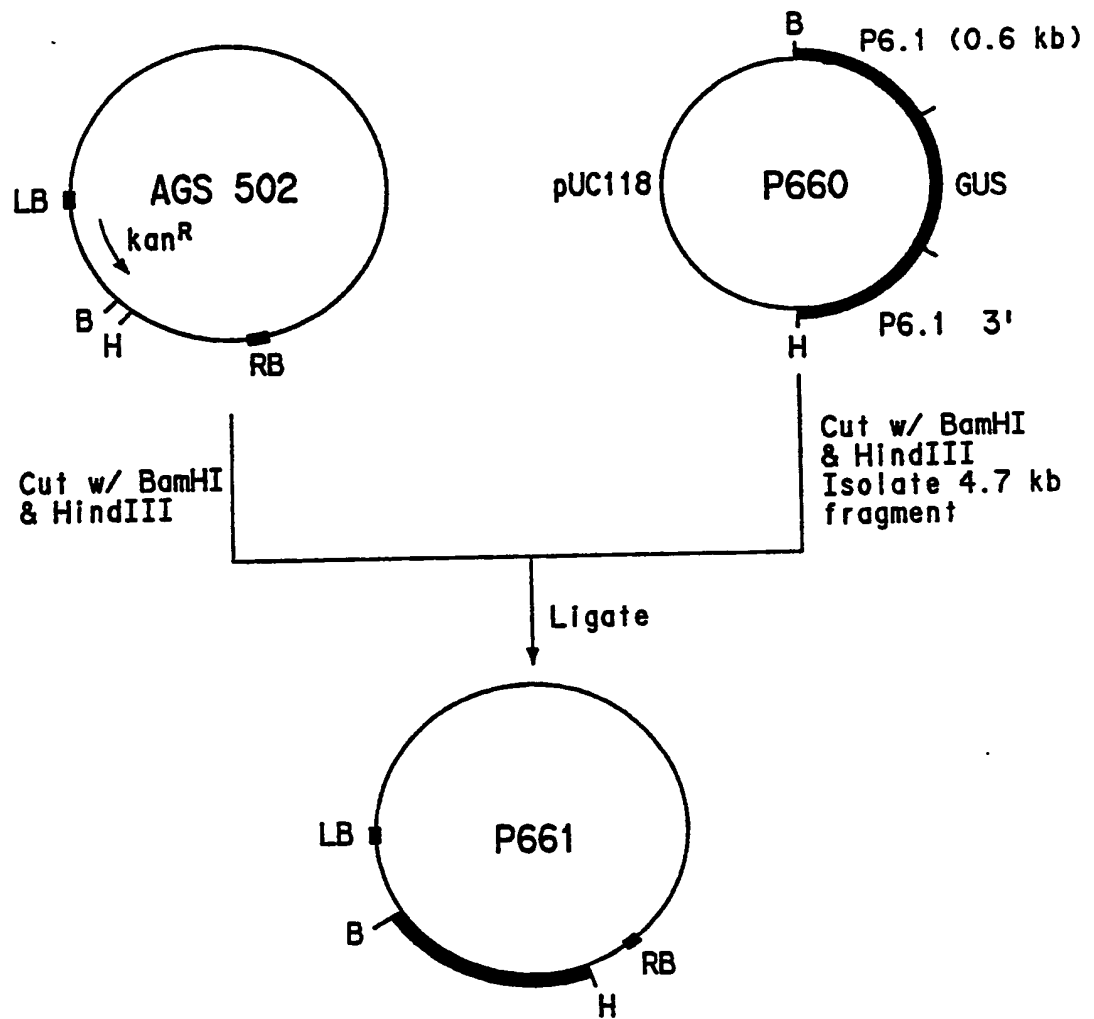 AGS 502
LB
kanR
B
H
RB
B
P6.1 (0.6 kb)
pUC118
P660
GUS
P6.1 3'
H
Cut w/ BamHI
& HindIII
Cut w/ BamHI
& HindIII
Isolate 4.7 kb
fragment
Ligate
P661
LB
B
RB
H